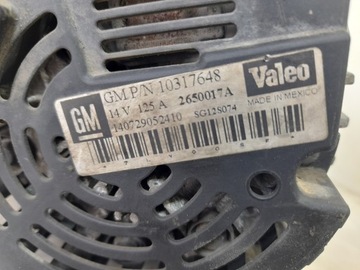 GM P/N 10317648
Valeo
GM
14 V 125 A 2650017A
MADE IN MEXICO
140729052410 SG12S074